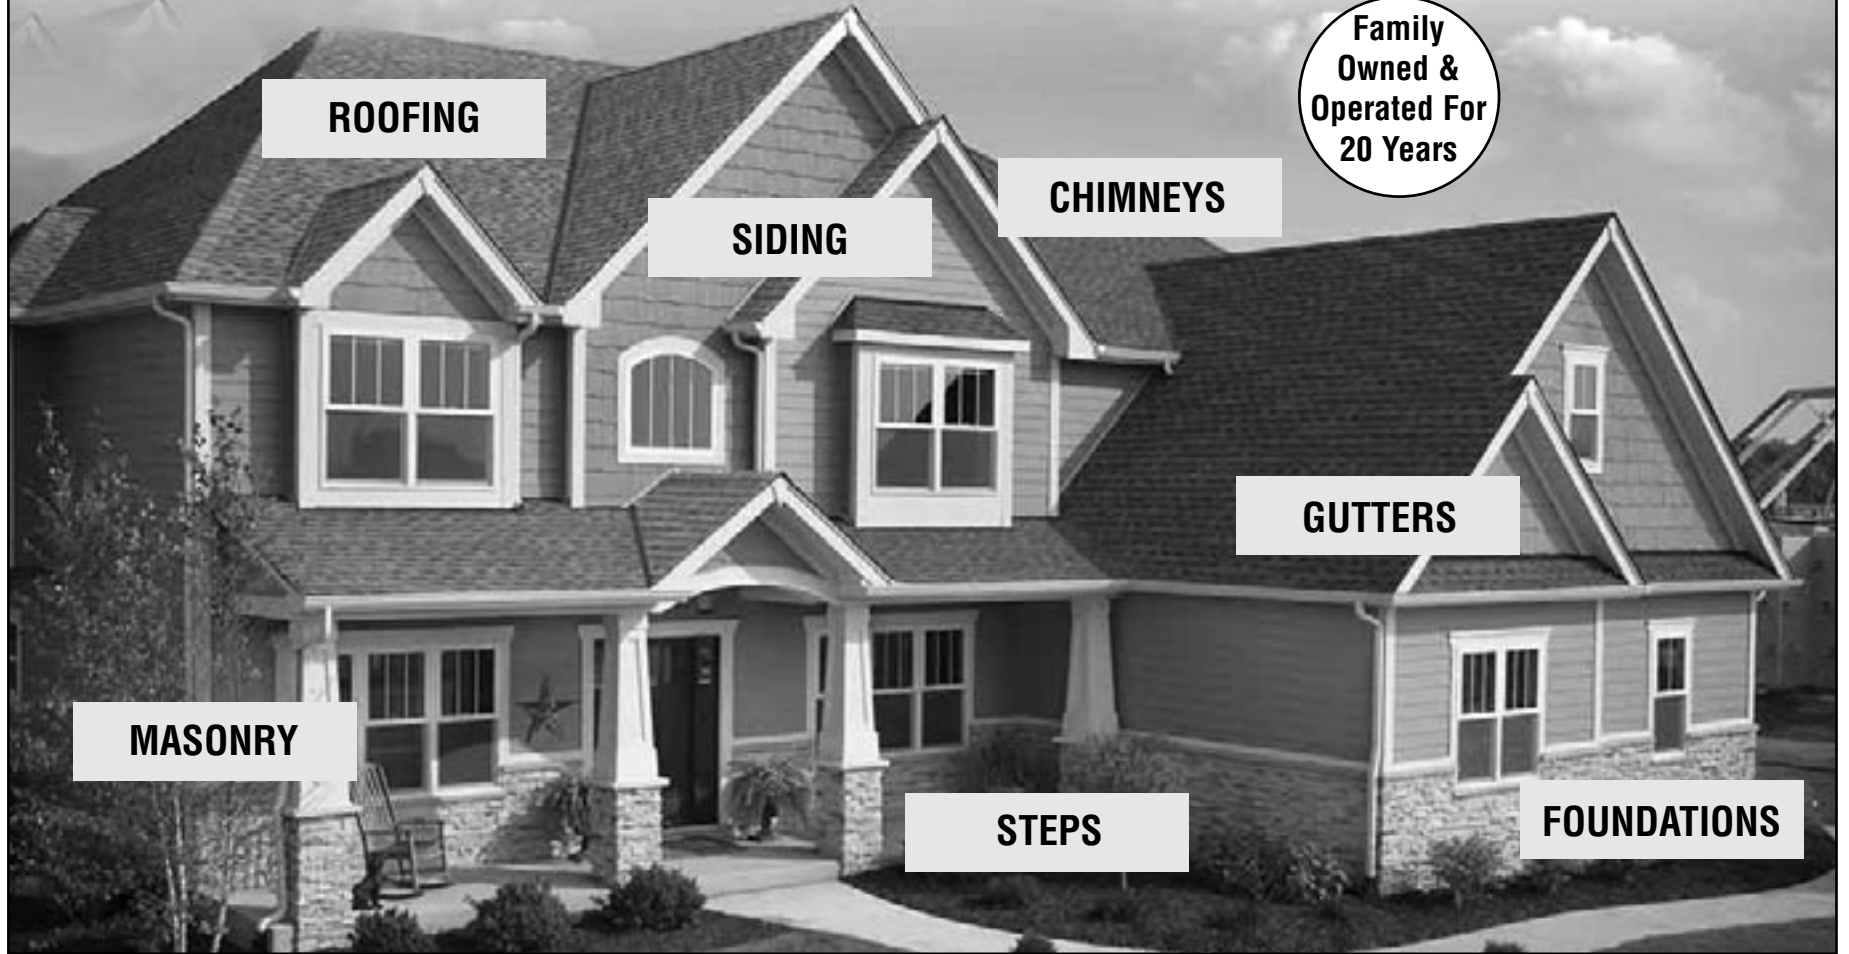 Family
Owned &
Operated For
20 Years
ROOFING
CHIMNEYS
SIDING
GUTTERS
MASONRY
STEPS
FOUNDATIONS